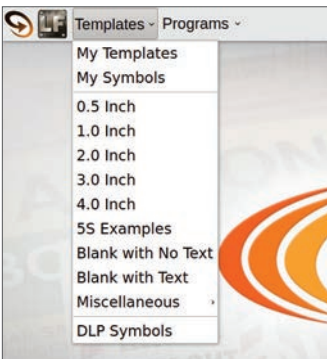 LF Templates Programs
My Templates
My Symbols
0.5 Inch
1.0 Inch
2.0 Inch
3.0 Inch
4.0 Inch
5S Examples
Blank with No Text
Blank with Text
Miscellaneous
DLP Symbols